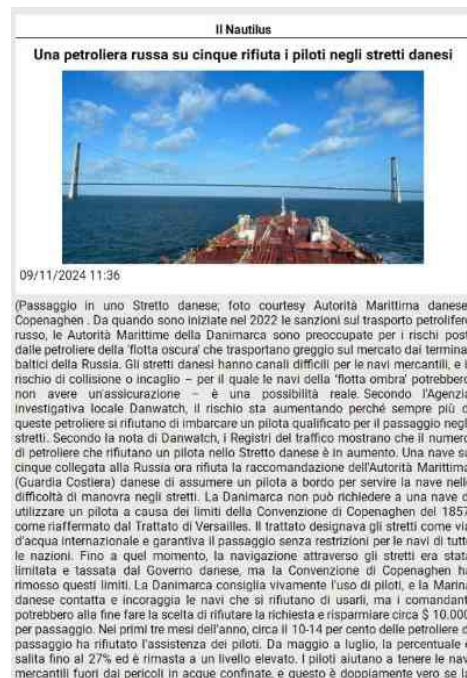 Il Nautilus
Una petroliera russa su cinque rifiuta i piloti negli stretti danesi
09/11/2024 11:36
(Passaggio in uno Stretto danese; foto courtesy Autorità Marittima danese
Copenaghen . Da quando sono iniziate nel 2022 le sanzioni sul trasporto petrolifero
russo, le Autorità Marittime della Danimarca sono preoccupate per i rischi post
dalle petroliere della 'flotta oscura' che trasportano greggio sul mercato dai termina
baltici della Russia. Gli stretti danesi hanno canali difficili per le navi mercantili, e i
rischio di collisione o incaglio – per il quale le navi della "flotta ombra" potrebbero
non avere un'assicurazione – è una possibilità reale. Secondo l'Agenzia
investigativa locale Danwatch, il rischio sta aumentando perché sempre più d
queste petroliere si rifiutano di imbarcare un pilota qualificato per il passaggio negl
stretti. Secondo la nota di Danwatch, i Registri del traffico mostrano che il numero
di petroliere che rifiutano un pilota nello Stretto danese è in aumento. Una nave su
cinque collegata alla Russia ora rifiuta la raccomandazione dell'Autorità Marittima
(Guardia Costiera) danese di assumere un pilota a bordo per servire la nave nelle
difficoltà di manovra negli stretti. La Danimarca non può richiedere a una nave d
utilizzare un pilota a causa dei limiti della Convenzione di Copenaghen del 1857
come riaffermato dal Trattato di Versailles. Il trattato designava gli stretti come via
d'acqua internazionale e garantiva il passaggio senza restrizioni per le navi di tutte
le nazioni. Fino a quel momento, la navigazione attraverso gli stretti era stata
limitata e tassata dal Governo danese, ma la Convenzione di Copenaghen ha
rimosso questi limiti. La Danimarca consiglia vivamente l'uso di piloti, e la Marina
danese contatta e incoraggia le navi che si rifiutano di usarli, ma i comandant
potrebbero alla fine fare la scelta di rifiutare la richiesta e risparmiare circa $ 10.000
per passaggio. Nei primi tre mesi dell'anno, circa il 10-14 per cento delle petroliere d
passaggio ha rifiutato l'assistenza dei piloti. Da maggio a luglio, la percentuale è
salita fino al 27% ed è rimasta a un livello elevato. I piloti aiutano a tenere le navi
mercantili fuori dai pericoli in acque confinate, e questo è doppiamente vero se la